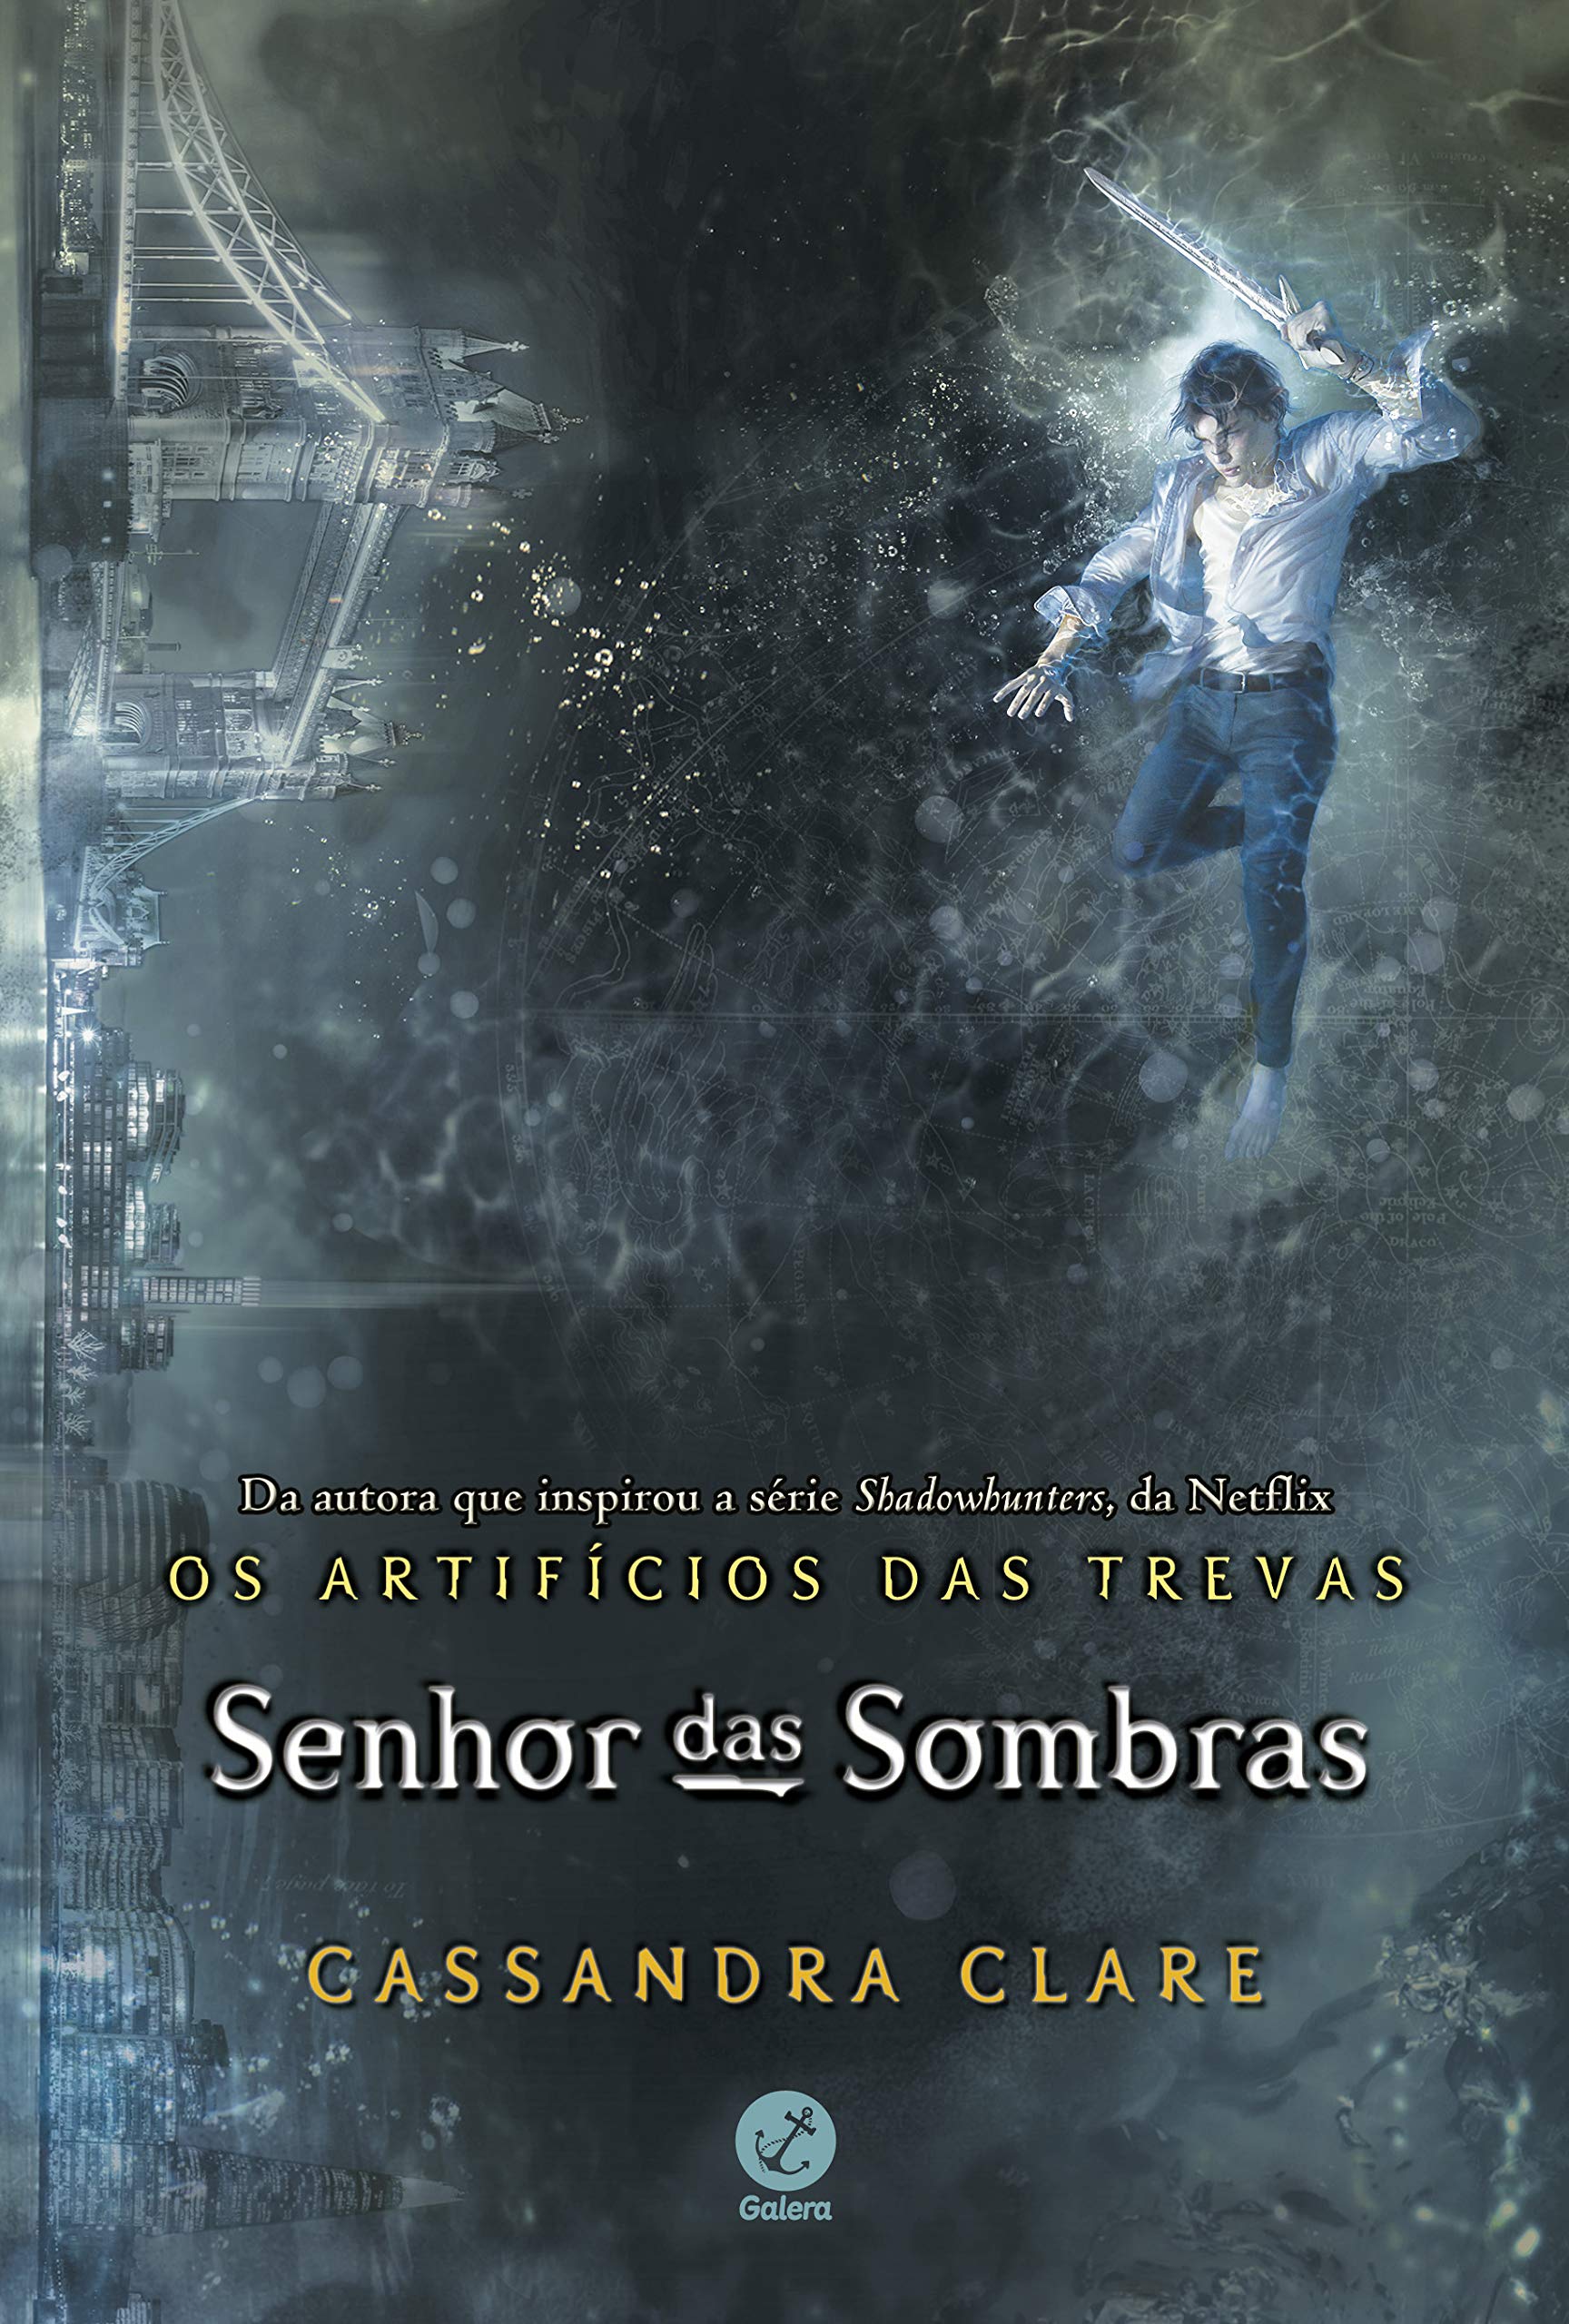 Da autora que inspirou a série Shadowhunters, da Netflix
OS ARTIFÍCIOS DAS TREVAS
Senhor das Sombras
CASSANDRA CLARE
Galera